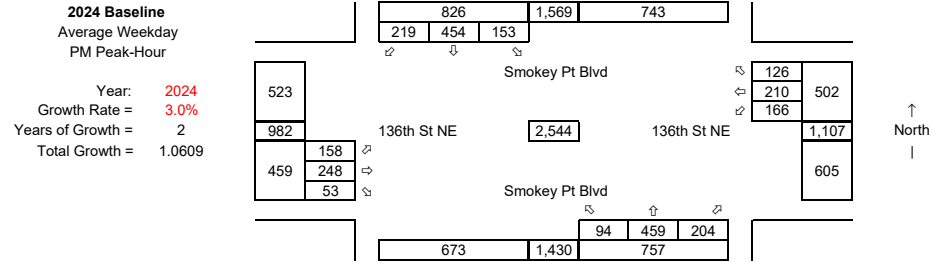 2024 Baseline
Average Weekday
PM Peak-Hour
Year: 2024
Growth Rate = 3.0%
Years of Growth = 2
Total Growth = 1.0609
826 1,569 743
219 454 153
Smokey Pt Blvd
523
126
210 502
166
982 136th St NE 2,544 136th St NE 1,107
158
459 248 605
53
Smokey Pt Blvd
94 459 204
673 1,430 757
North